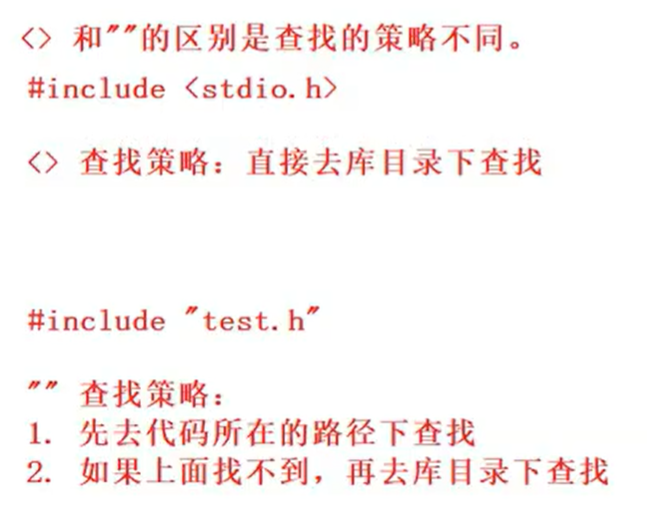 <> 和""的区别是查找的策略不同。
#include <stdio.h>
<> 查找策略：直接去库目录下查找
#include "test.h"
"" 查找策略：
1. 先去代码所在的路径下查找
2. 如果上面找不到，再去库目录下查找